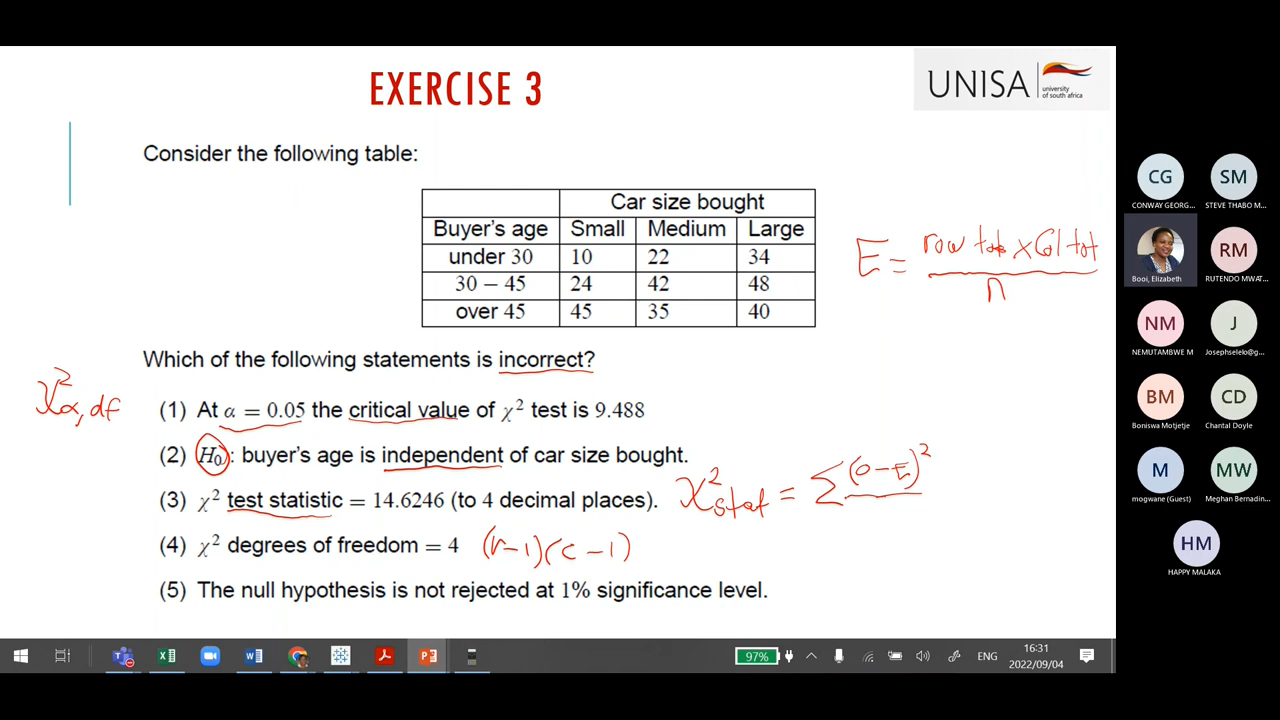 EXERCISE 3
UNISA
university
of south africa
Consider the following table:
Car size bought
Buyer's age Small Medium Large
under 30 10 22 34
30 − 45 24 42 48
over 45 45 35 40
E = row tot × Col tot
n
Which of the following statements is incorrect?
χ²α, df
(1) At α = 0.05 the critical value of χ² test is 9.488
(2) H₀ : buyer's age is independent of car size bought.
(3) χ² test statistic = 14.6246 (to 4 decimal places).
χ²stat = Σ(O−E)²
(4) χ² degrees of freedom = 4 (r−1)(c−1)
(5) The null hypothesis is not rejected at 1% significance level.
CG
CONWAY GEORG...
SM
STEVE THABO M...
Booi, Elizabeth
RM
RUTENDO MWAT...
NM
NEMUTAMBWE M
J
Josephselelo@g...
BM
Boniswa Motjetje
CD
Chantal Doyle
M
mogwane (Guest)
MW
Meghan Bernadin...
HM
HAPPY MALAKA
97%
ENG
16:31
2022/09/04